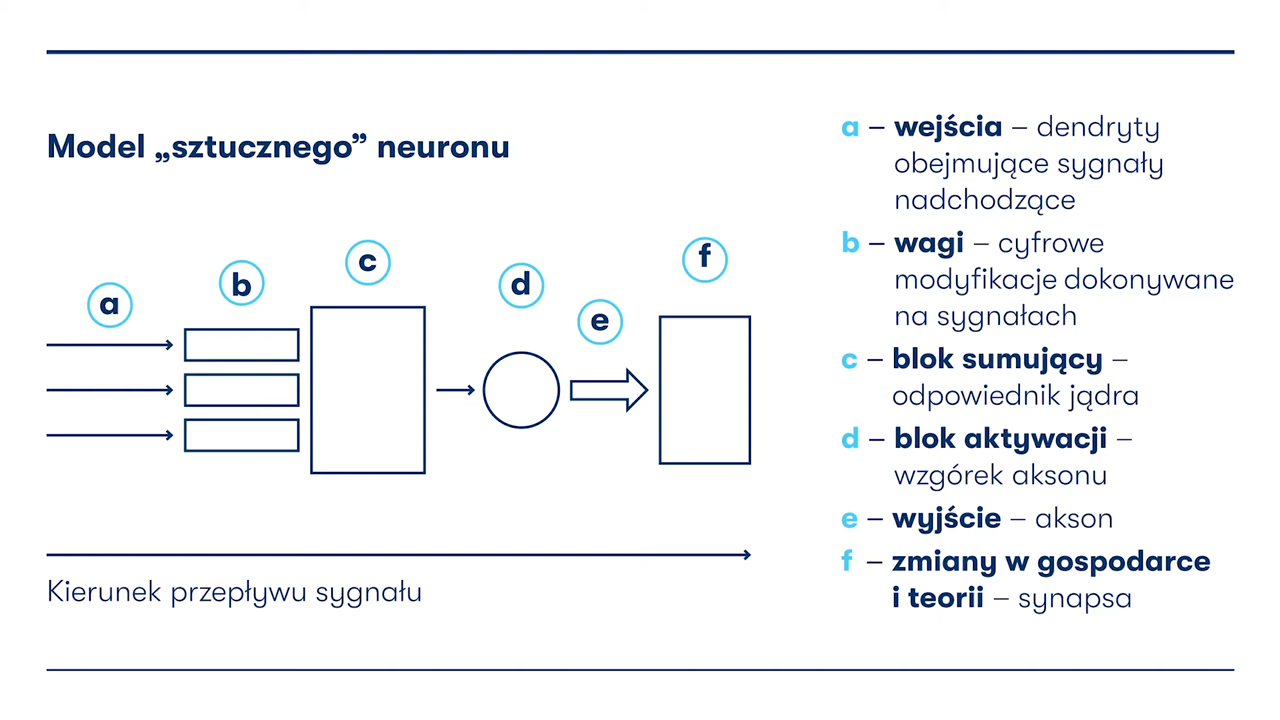 Model „sztucznego” neuronu
a
b
c
d
e
f
Kierunek przepływu sygnału
a – wejścia – dendryty
obejmujące sygnały
nadchodzące
b – wagi – cyfrowe
modyfikacje dokonywane
na sygnałach
c – blok sumujący –
odpowiednik jądra
d – blok aktywacji –
wzgórek aksonu
e – wyjście – akson
f – zmiany w gospodarce
i teorii – synapsa